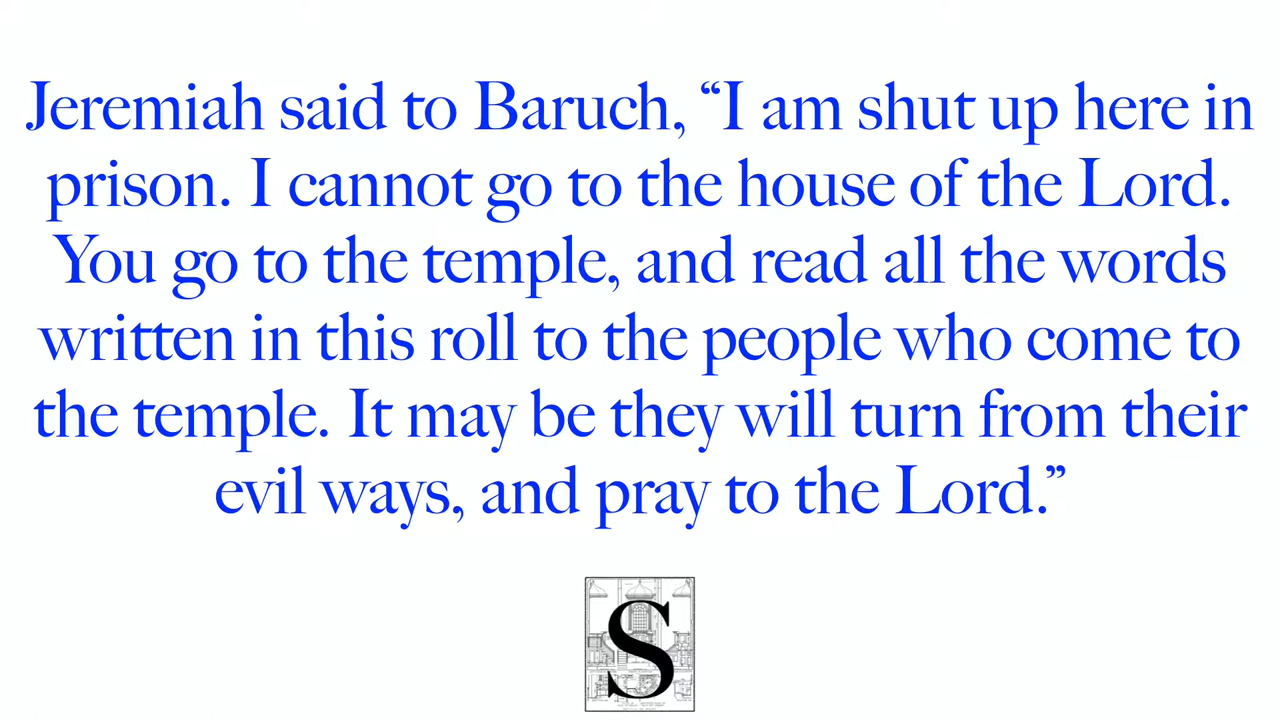 Jeremiah said to Baruch, “I am shut up here in
prison. I cannot go to the house of the Lord.
You go to the temple, and read all the words
written in this roll to the people who come to
the temple. It may be they will turn from their
evil ways, and pray to the Lord.”
S